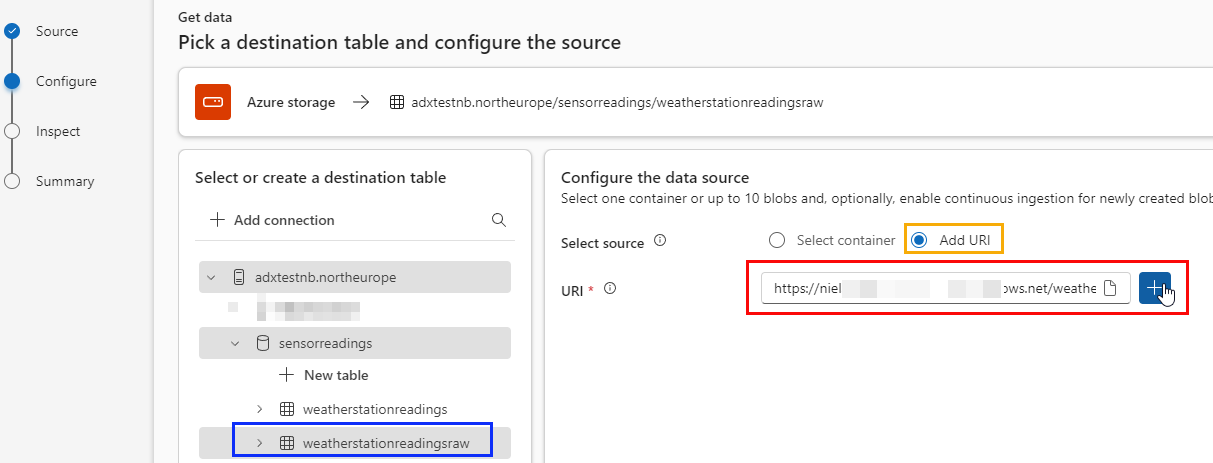 Source
Configure
Inspect
Summary
Get data
Pick a destination table and configure the source
Azure storage
adxtestnb.northeurope/sensorreadings/weatherstationreadingsraw
Select or create a destination table
Add connection
adxtestnb.northeurope
sensorreadings
New table
weatherstationreadings
weatherstationreadingsraw
Configure the data source
Select one container or up to 10 blobs and, optionally, enable continuous ingestion for newly created blob
Select source
Select container
Add URI
URI *
https://niel ows.net/weathe